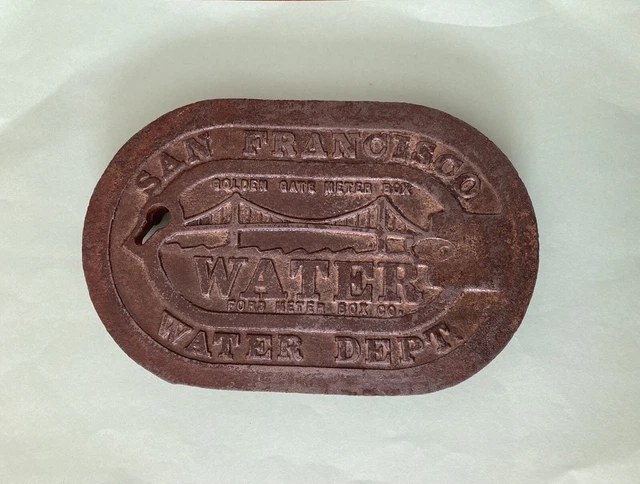 SAN FRANCISCO
GOLDEN GATE METER BOX
WATER
FORD METER BOX CO.
WATER DEPT.